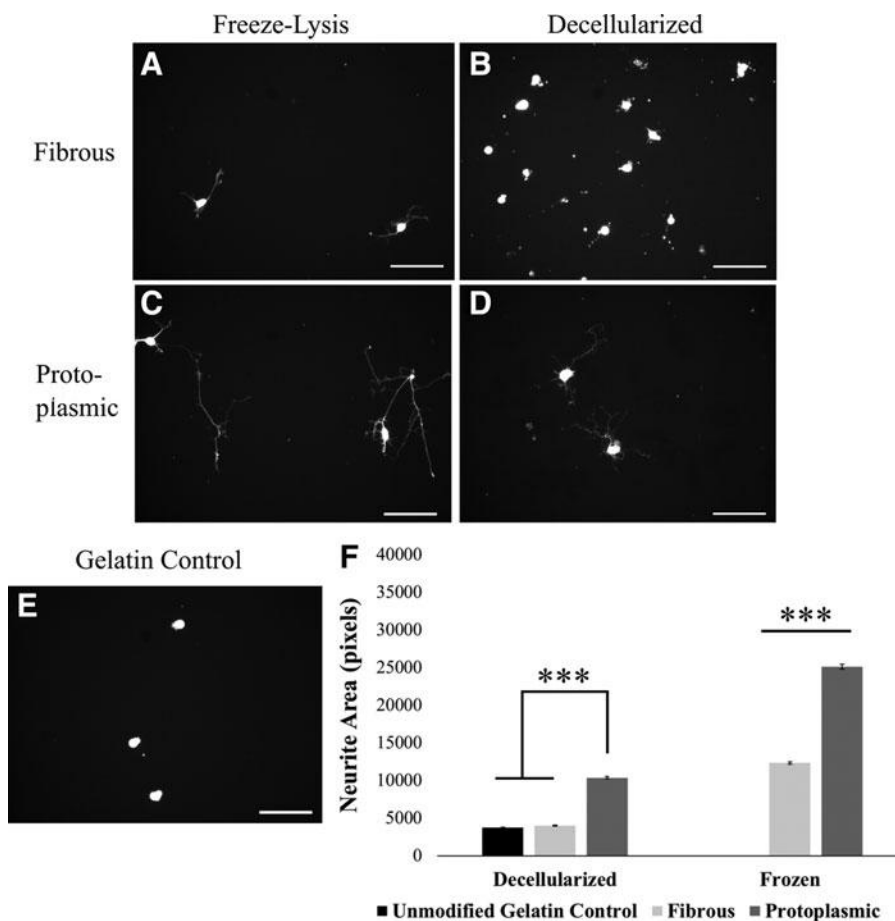 Freeze-Lysis Decellularized
A B
Fibrous
C D
Proto-
plasmic
Gelatin Control
E
F
Neurite Area (pixels)
40000
35000
30000
25000
20000
15000
10000
5000
0
***
***
Decellularized Frozen
Unmodified Gelatin Control Fibrous Protoplasmic